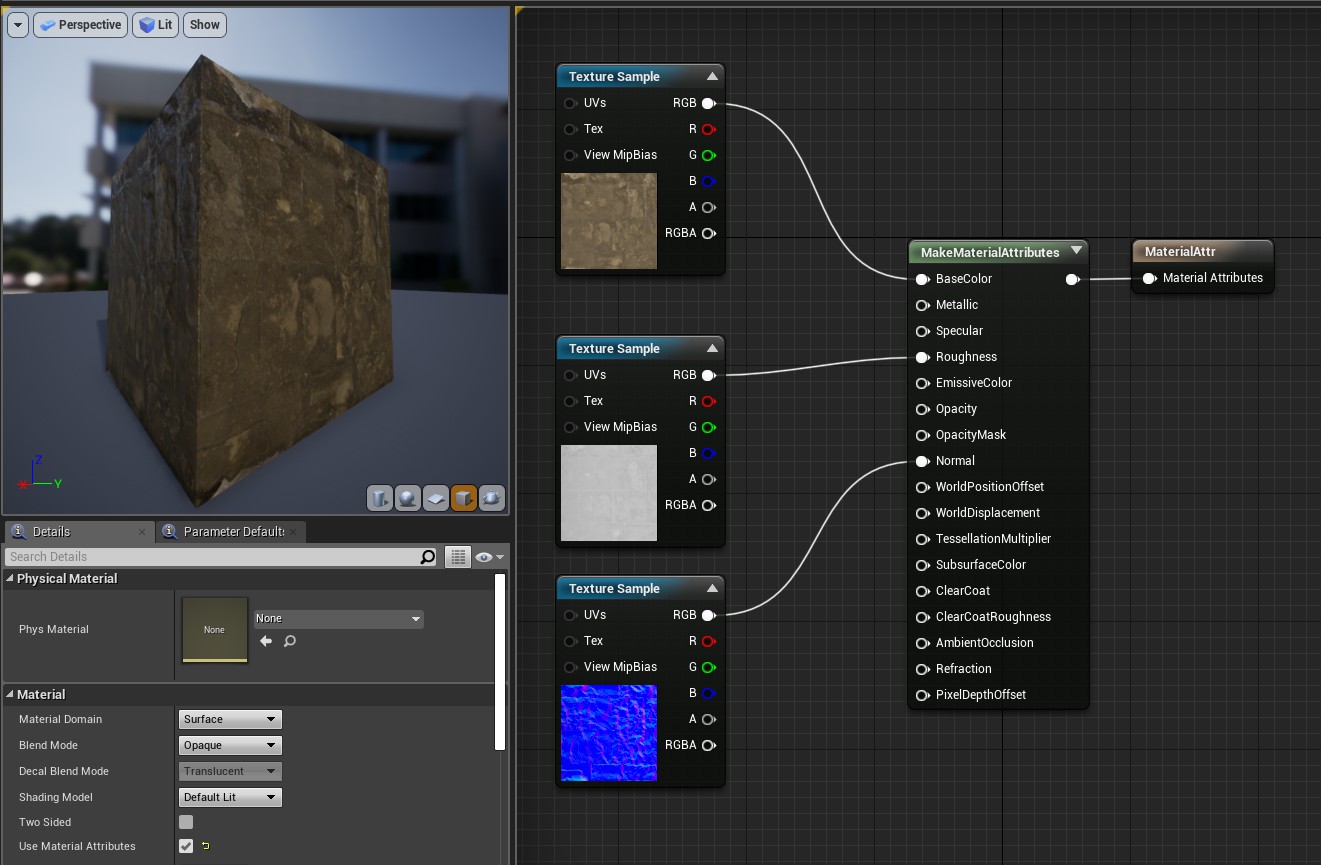 Perspective
Lit
Show
Details
Parameter Defaults
Search Details
Physical Material
Phys Material
None
None
Material
Material Domain
Surface
Blend Mode
Opaque
Decal Blend Mode
Translucent
Shading Model
Default Lit
Two Sided
Use Material Attributes
Z
Y
Texture Sample
UVs RGB
Tex R
View MipBias G
B
A
RGBA
Texture Sample
UVs RGB
Tex R
View MipBias G
B
A
RGBA
Texture Sample
UVs RGB
Tex R
View MipBias G
B
A
RGBA
MakeMaterialAttributes
BaseColor
Metallic
Specular
Roughness
EmissiveColor
Opacity
OpacityMask
Normal
WorldPositionOffset
WorldDisplacement
TessellationMultiplier
SubsurfaceColor
ClearCoat
ClearCoatRoughness
AmbientOcclusion
Refraction
PixelDepthOffset
MaterialAttr
Material Attributes